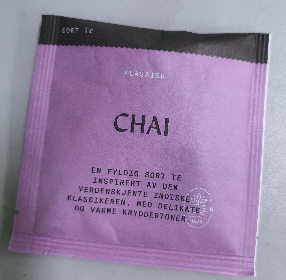 SORT TE
KLASSISK
CHAI
EN FYLDIG SORT TE
INSPIRERT AV DEN
VERDENSKJENTE INDISKE
KLASSIKEREN, MED DELIKATE
OG VARME KRYDDERTONER.